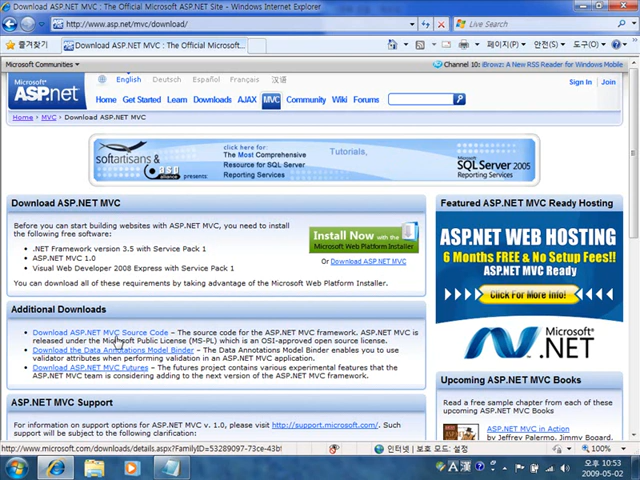 Download ASP.NET MVC : The Official Microsoft ASP.NET Site - Windows Internet Explorer
http://www.asp.net/mvc/download/
Live Search
즐겨찾기
Download ASP.NET MVC : The Official Microsoft...
페이지(P)
안전(S)
도구(O)
Microsoft Communities
Channel 10: iBrowz: A New RSS Reader for Windows Mobile
English Deutsch Español Français 汉语
Sign In Join
Microsoft
ASP.net
Home Get Started Learn Downloads AJAX MVC Community Wiki Forums
Home > MVC > Download ASP.NET MVC
softartisans
asp
alliance
presents:
click here for:
The Most Comprehensive
Resource for SQL Server
Reporting Services
Tutorials,
Microsoft
SQL Server 2005
Reporting Services
Download ASP.NET MVC
Before you can start building websites with ASP.NET MVC, you need to install
the following free software:
.NET Framework version 3.5 with Service Pack 1
ASP.NET MVC 1.0
Visual Web Developer 2008 Express with Service Pack 1
You can download all of these requirements by taking advantage of the Microsoft Web Platform Installer.
Install Now with the
Microsoft Web Platform Installer
Or Download ASP.NET MVC
Additional Downloads
Download ASP.NET MVC Source Code – The source code for the ASP.NET MVC framework. ASP.NET MVC is
released under the Microsoft Public License (MS-PL) which is an OSI-approved open source license.
Download the Data Annotations Model Binder – The Data Annotations Model Binder enables you to use
validator attributes when performing validation in an ASP.NET MVC application.
Download ASP.NET MVC Futures – The futures project contains various experimental features that the
ASP.NET MVC team is considering adding to the next version of the ASP.NET MVC framework.
ASP.NET MVC Support
For information on support options for ASP.NET MVC v. 1.0, please visit http://support.microsoft.com/. Such
support will be subject to the following clarification:
Featured ASP.NET MVC Ready Hosting
ASP.NET WEB HOSTING
6 Months FREE & No Setup Fees!!
ASP.NET MVC Ready
Click For More Info!
Microsoft
.NET
Upcoming ASP.NET MVC Books
Read a free sample chapter from each of these
upcoming ASP.NET MVC Books
ASP.NET MVC in Action
by Jeffrey Palermo, Jimmy Bogard,
http://www.microsoft.com/downloads/details.aspx?FamilyID=53289097-73ce-43b
인터넷 | 보호 모드: 설정
100%
A 漢
오전 10:53
2009-05-02